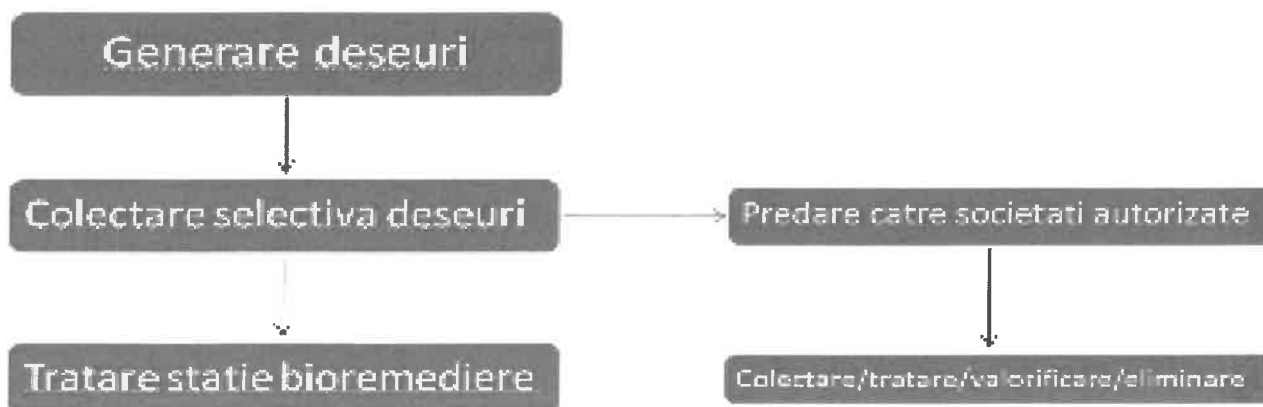 Generare deseuri
Colectare selectiva deseuri
Predare catre societati autorizate
Tratare statie bioremediere
Colectare/tratare/valorificare/eliminare